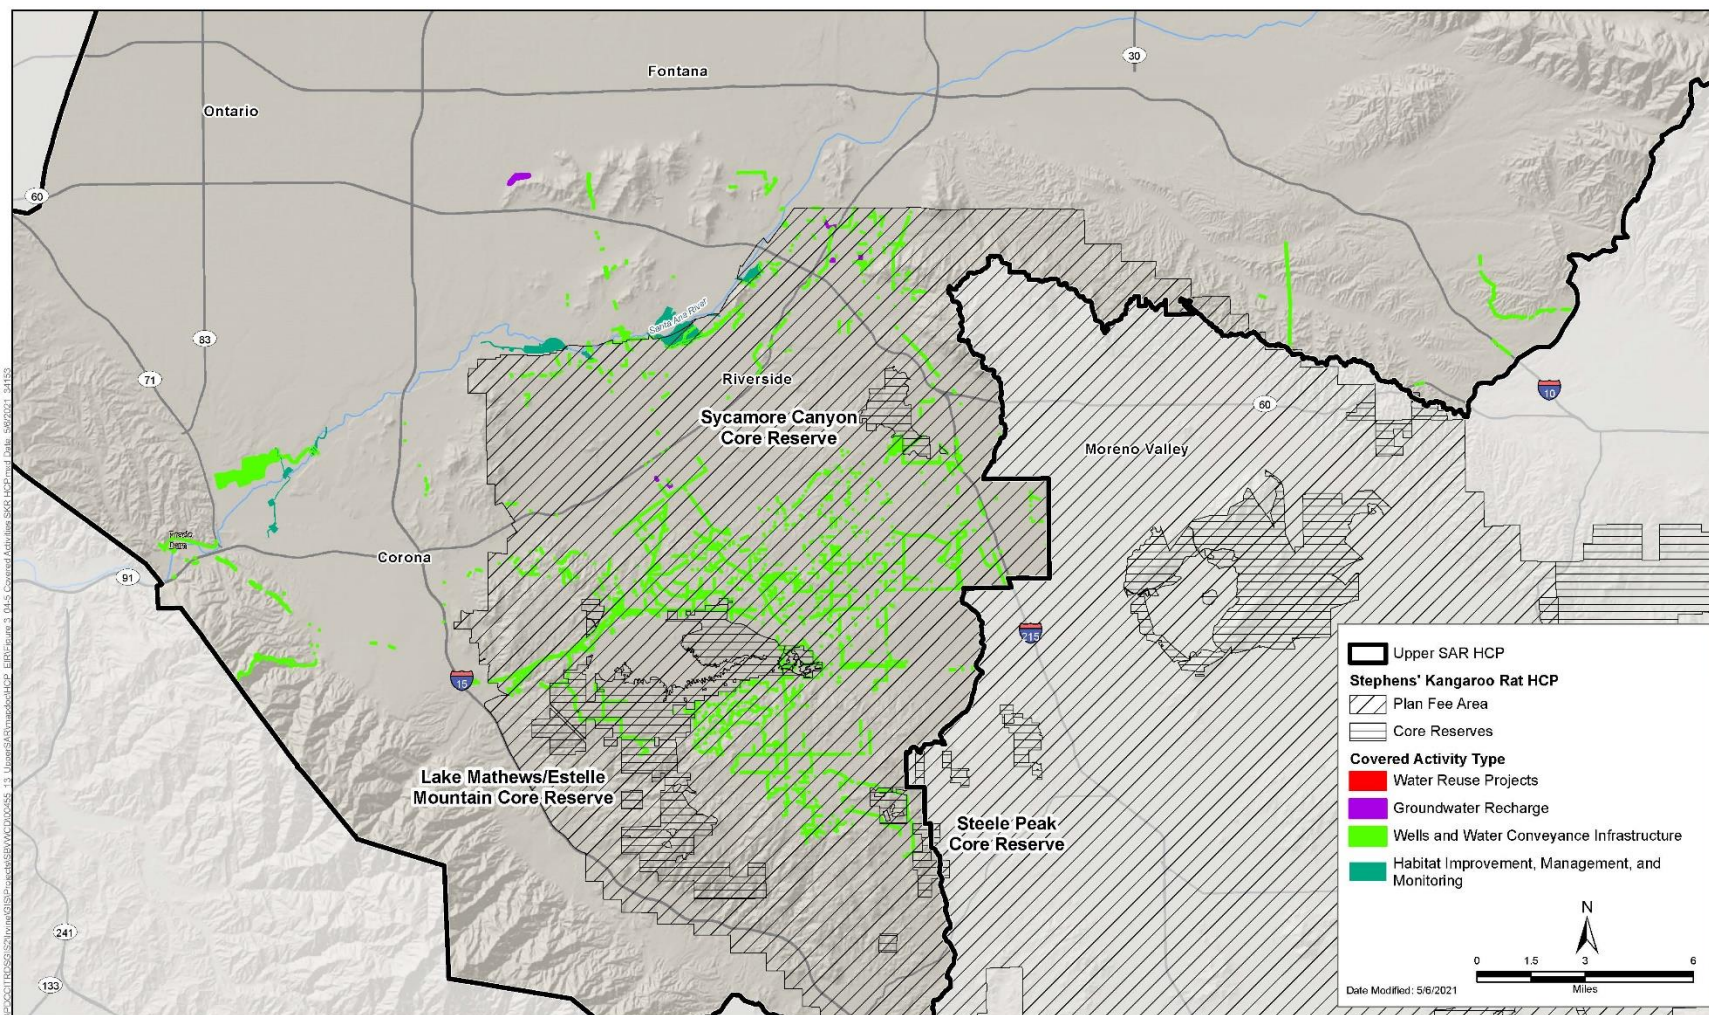 Fontana
30
Ontario
60
Santa Ana River
83
71
Riverside
Sycamore Canyon
Core Reserve
60
10
Moreno Valley
Prado
Dam
Corona
91
215
15
Lake Mathews/Estelle
Mountain Core Reserve
Steele Peak
Core Reserve
241
133
Upper SAR HCP
Stephens' Kangaroo Rat HCP
Plan Fee Area
Core Reserves
Covered Activity Type
Water Reuse Projects
Groundwater Recharge
Wells and Water Conveyance Infrastructure
Habitat Improvement, Management, and
Monitoring
N
0 1.5 3 6
Miles
Date Modified: 5/6/2021